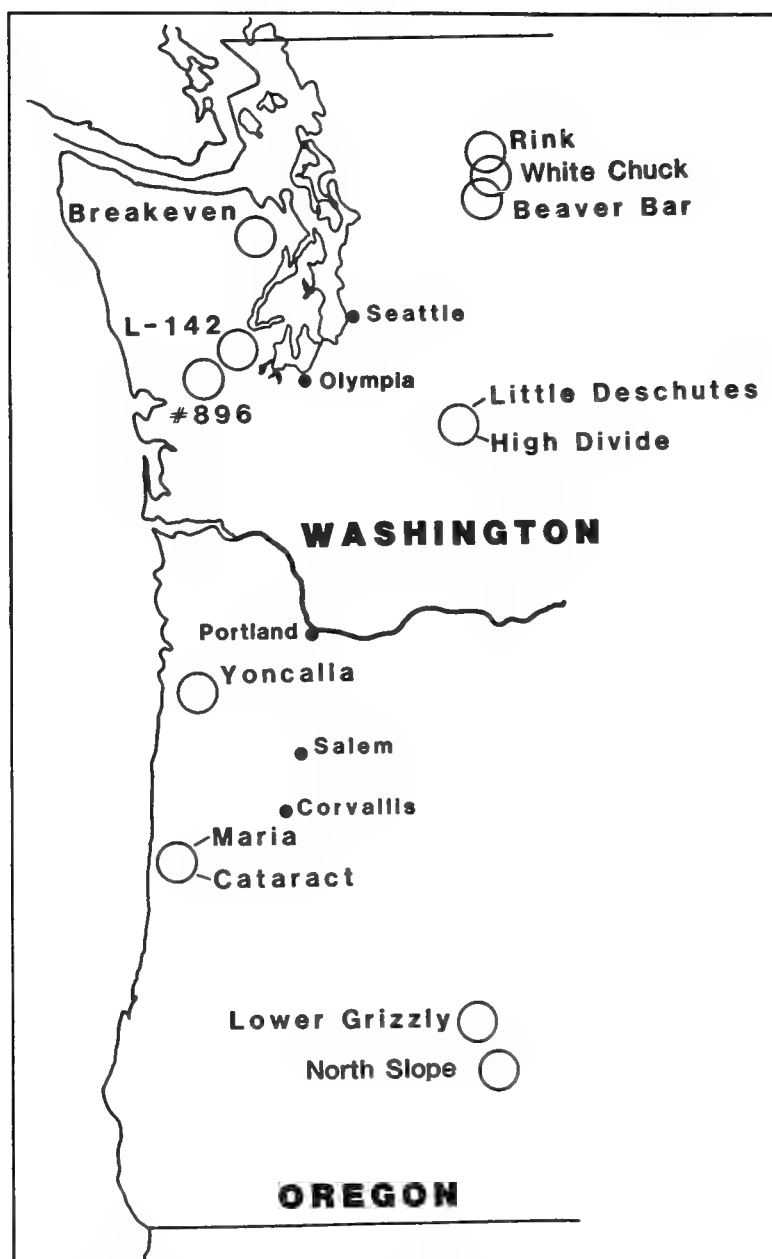 Rink
White Chuck
Beaver Bar
Breakeven
L-142
Seattle
#896
Olympia
Little Deschutes
High Divide
WASHINGTON
Portland
Yoncalla
Salem
Corvallis
Maria
Cataract
Lower Grizzly
North Slope
OREGON